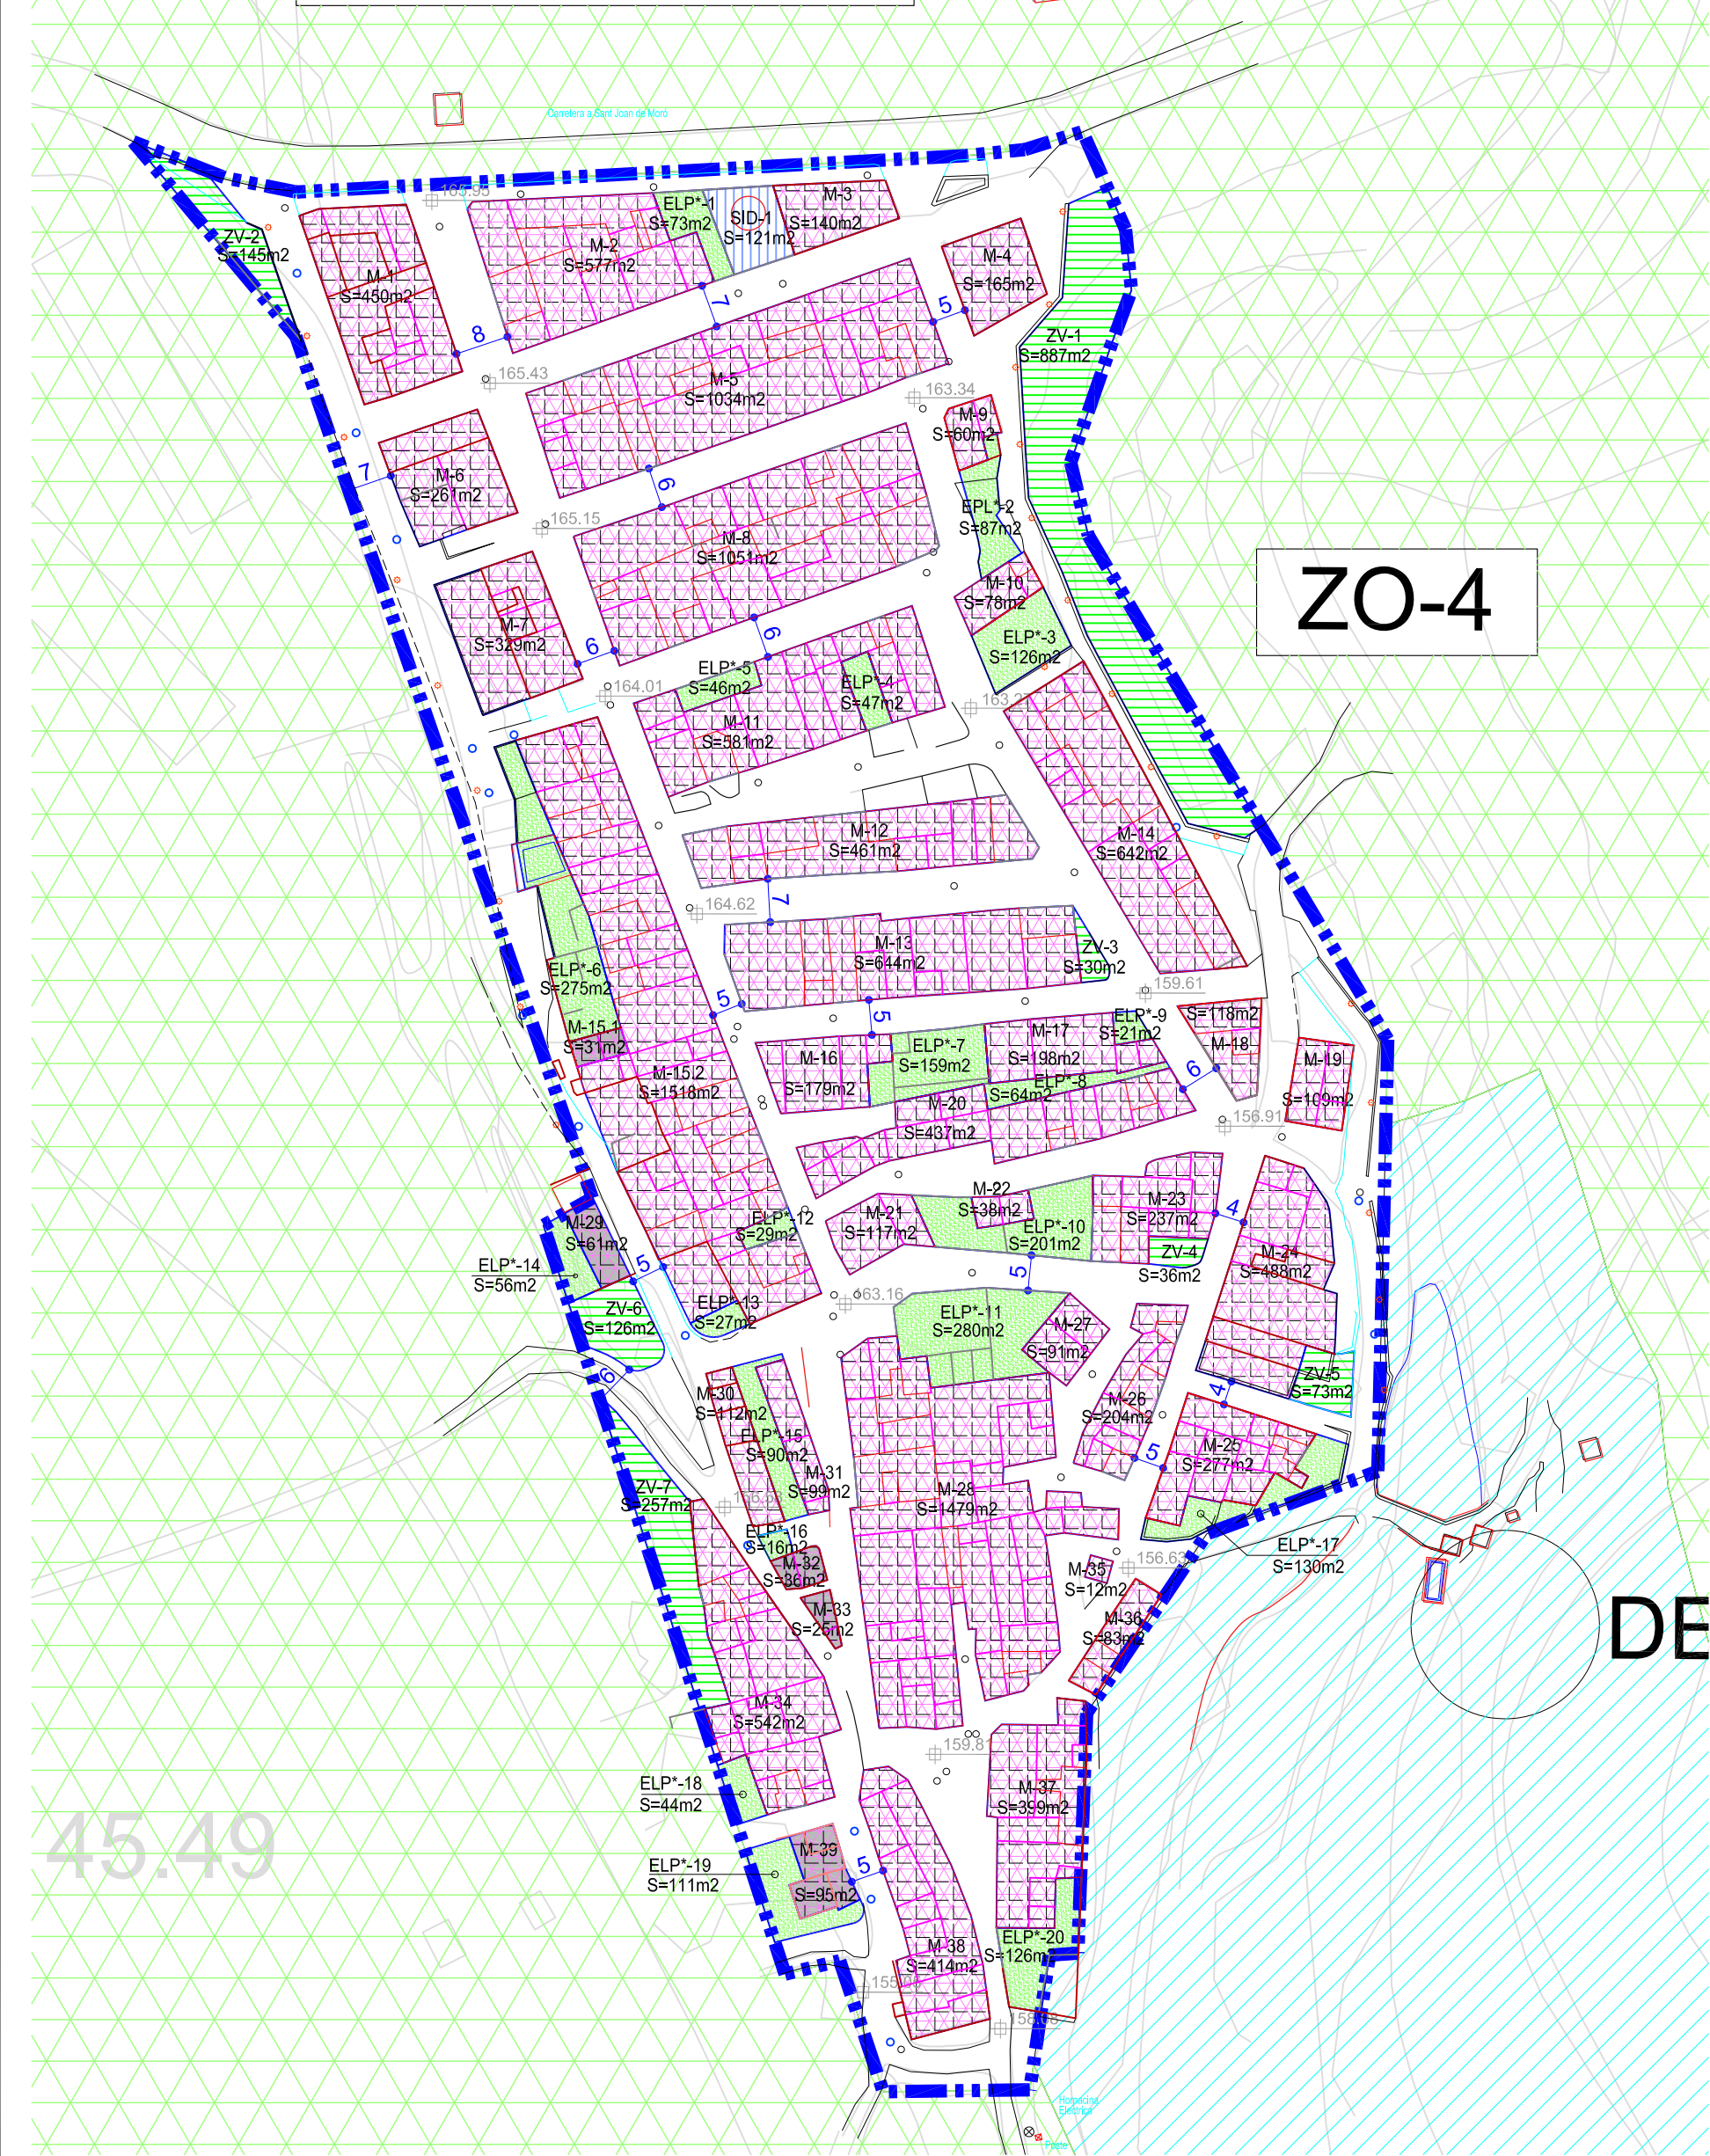 Carretera a Sant Joan de Moró
165.95
ELP*-1
S=73m2
SID-1
S=121m2
M-3
S=140m2
ZV-2
S=145m2
M-1
S=450m2
M-2
S=577m2
M-4
S=165m2
7
5
8
ZV-1
S=887m2
165.43
M-5
S=1034m2
163.34
M-9
S=60m2
7
M-6
S=261m2
6
EPL*-2
S=87m2
165.15
M-8
S=1051m2
ZO-4
M-10
S=78m2
M-7
S=329m2
6
6
ELP*-3
S=126m2
ELP*-5
S=46m2
ELP*-4
S=47m2
164.01
M-11
S=581m2
M-12
S=461m2
M-14
S=642m2
7
164.62
M-13
S=644m2
ZV-3
S=30m2
ELP*-6
S=275m2
159.61
5
5
M-15.1
S=31m2
M-16
S=179m2
ELP*-7
S=159m2
M-17
S=198m2
ELP*-9
S=21m2
S=118m2
M-18
M-19
S=109m2
M-15.2
S=1518m2
ELP*-8
S=64m2
6
M-20
S=437m2
156.91
M-22
S=38m2
M-23
S=237m2
4
M-29
S=61m2
ELP*-12
S=29m2
M-21
S=117m2
ELP*-10
S=201m2
ZV-4
S=36m2
M-24
S=488m2
ELP*-14
S=56m2
5
5
ZV-6
S=126m2
ELP*-13
S=27m2
163.16
ELP*-11
S=280m2
M-27
S=91m2
6
M-30
S=112m2
ZV-5
S=73m2
4
M-26
S=204m2
ELP*-15
S=90m2
M-31
S=99m2
M-25
S=277m2
5
ZV-7
S=257m2
M-28
S=1479m2
ELP*-16
S=16m2
M-32
S=36m2
ELP*-17
S=130m2
M-35
S=12m2
156.63
M-33
S=25m2
M-36
S=83m2
DE
M-34
S=542m2
159.81
ELP*-18
S=44m2
M-37
S=399m2
45.49
M-39
S=95m2
5
ELP*-19
S=111m2
M-38
S=414m2
ELP*-20
S=126m2
158.08
Hornacina
Electrica
Poste